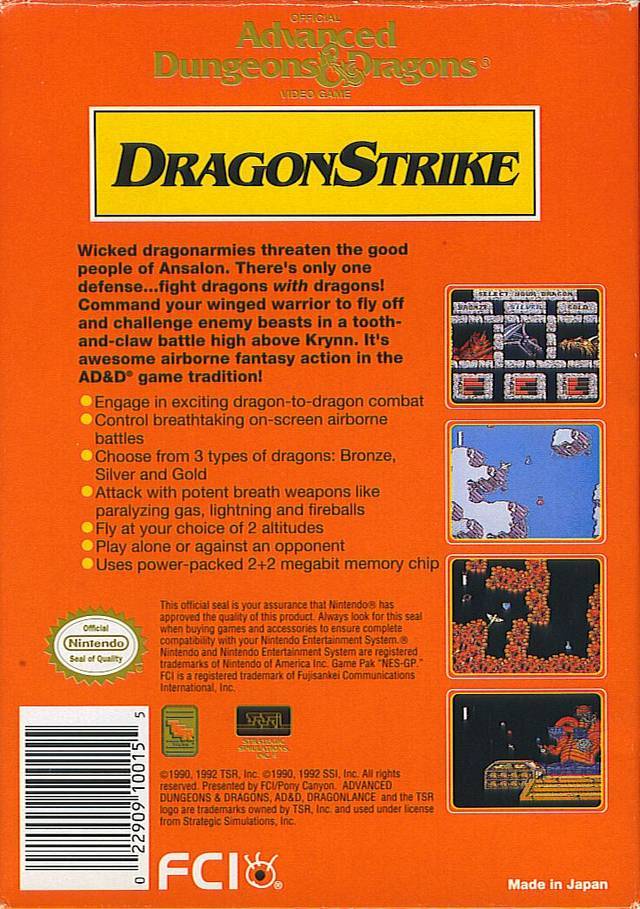 OFFICIAL
Advanced
Dungeons & Dragons®
VIDEO GAME
DRAGONSTRIKE
Wicked dragonarmies threaten the good
people of Ansalon. There's only one
defense...fight dragons with dragons!
Command your winged warrior to fly off
and challenge enemy beasts in a tooth-
and-claw battle high above Krynn. It's
awesome airborne fantasy action in the
AD&D® game tradition!
Engage in exciting dragon-to-dragon combat
Control breathtaking on-screen airborne
battles
Choose from 3 types of dragons: Bronze,
Silver and Gold
Attack with potent breath weapons like
paralyzing gas, lightning and fireballs
Fly at your choice of 2 altitudes
Play alone or against an opponent
Uses power-packed 2+2 megabit memory chip
SELECT YOUR DRAGON
BRONZE SILVER GOLD
Official
Nintendo
Seal of Quality
This official seal is your assurance that Nintendo® has
approved the quality of this product. Always look for this seal
when buying games and accessories to ensure complete
compatibility with your Nintendo Entertainment System.®
Nintendo and Nintendo Entertainment System are registered
trademarks of Nintendo of America Inc. Game Pak "NES-GP."
FCI is a registered trademark of Fujisankei Communications
International, Inc.
STRATEGIC
SIMULATIONS
INC.®
©1990, 1992 TSR, Inc. ©1990, 1992 SSI, Inc. All rights
reserved. Presented by FCI/Pony Canyon. ADVANCED
DUNGEONS & DRAGONS, AD&D, DRAGONLANCE and the TSR
logo are trademarks owned by TSR, Inc. and used under license
from Strategic Simulations, Inc.
0 22909 10015 5
FCI®
Made in Japan